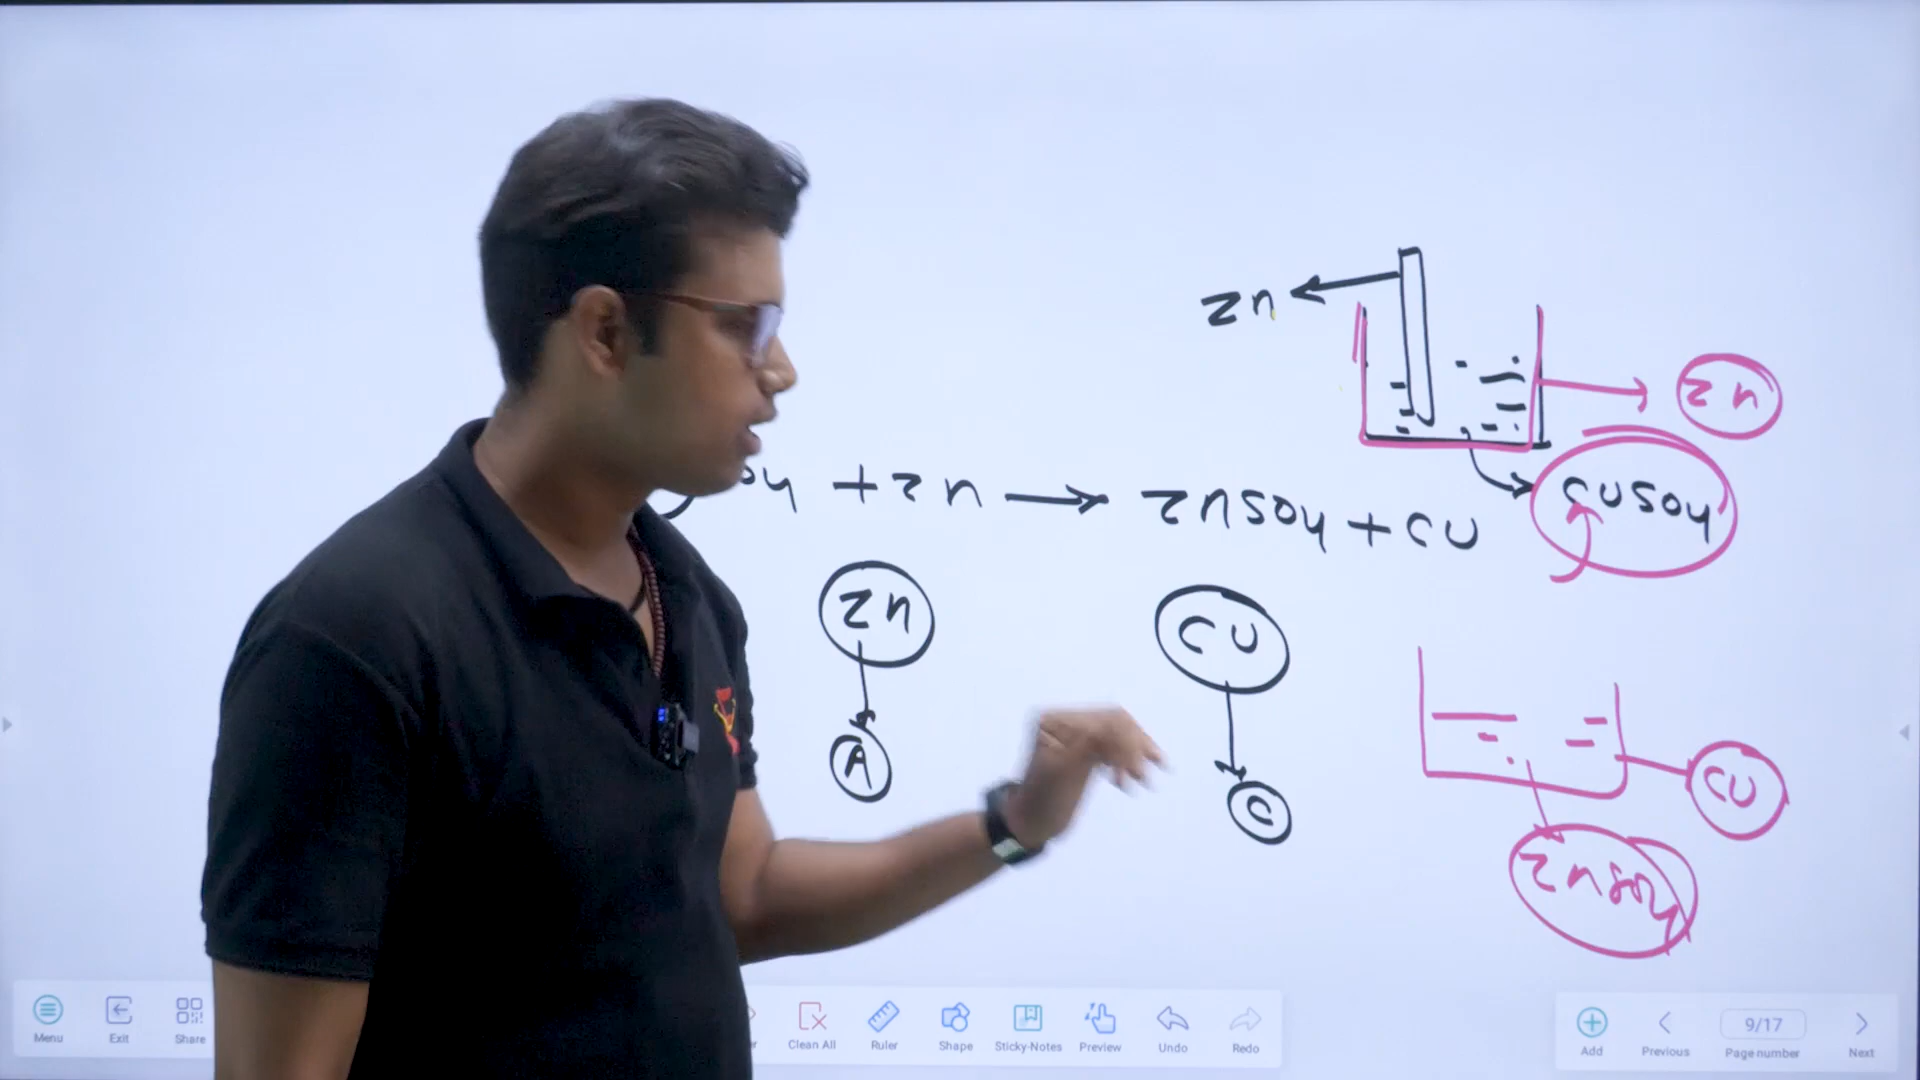 zn
zn
+ zn → znso4 + cu
cuso4
zn
cu
A
c
cu
znso4
Menu
Exit
Share
Clean All
Ruler
Shape
Sticky-Notes
Preview
Undo
Redo
Add
Previous
9/17
Page number
Next